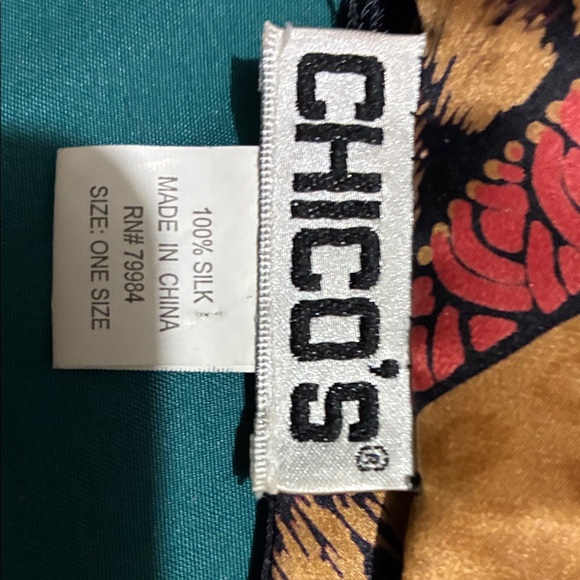 CHICO'S®
100% SILK
MADE IN CHINA
RN# 79984
SIZE: ONE SIZE